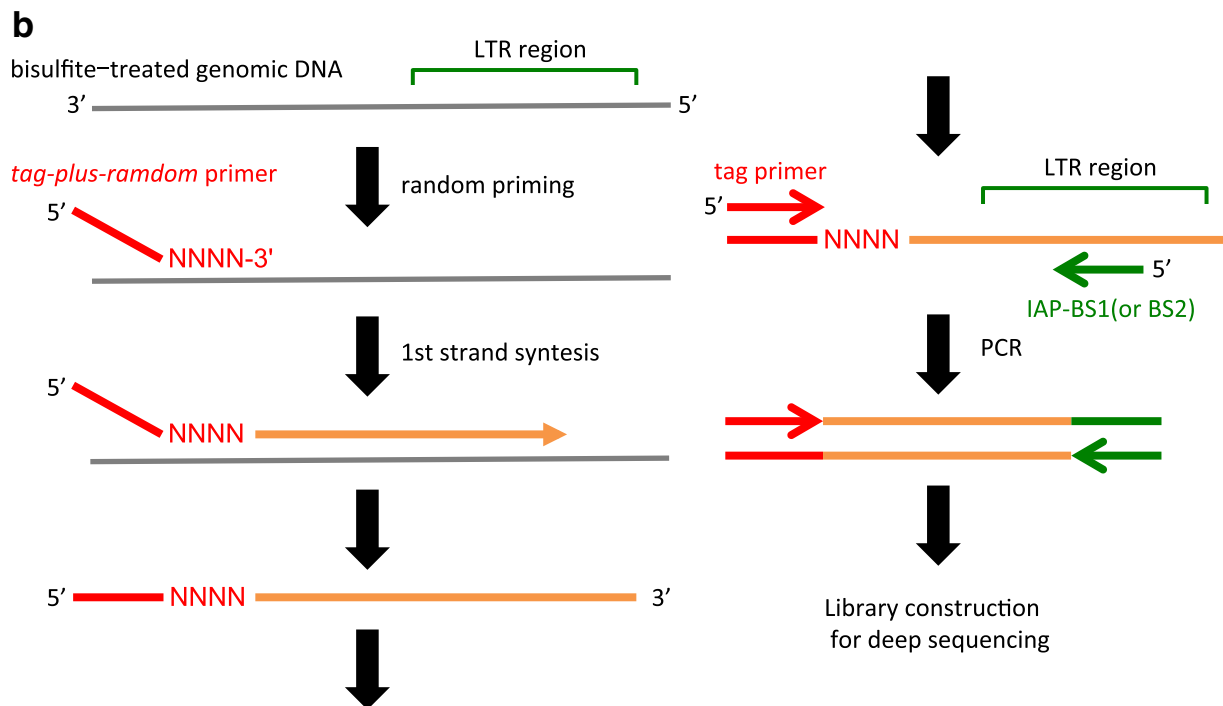 b
bisulfite−treated genomic DNA
LTR region
3’
5’
tag-plus-ramdom primer
random priming
5’
NNNN-3'
1st strand syntesis
5’
NNNN
5’
NNNN
3’
LTR region
tag primer
5’
NNNN
5’
IAP-BS1(or BS2)
PCR
Library construction
for deep sequencing